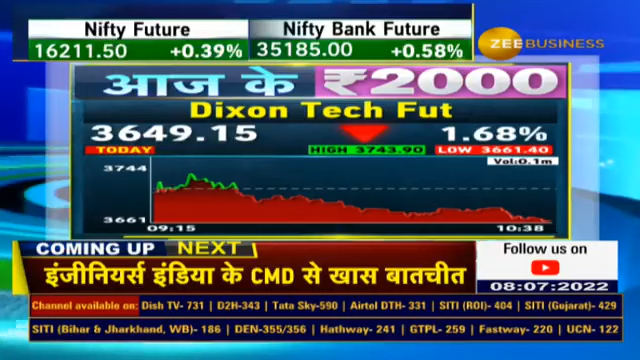 Nifty Future
16211.50 +0.39%
Nifty Bank Future
35185.00 +0.58%
ZEE BUSINESS
आज के ₹2000
Dixon Tech Fut
3649.15 1.68%
TODAY HIGH 3743.90 LOW 3661.40
Vol:0.1m
3744
3661
09:15 10:38
COMING UP NEXT
इंजीनियर्स इंडिया के CMD से खास बातचीत
Follow us on
08:07:2022
Channel available on: Dish TV- 731 | D2H-343 | Tata Sky-590 | Airtel DTH- 331 | SITI (ROI)- 404 | SITI (Gujarat)- 429
SITI (Bihar & Jharkhand, WB)- 186 | DEN-355/356 | Hathway- 241 | GTPL- 259 | Fastway- 220 | UCN- 122